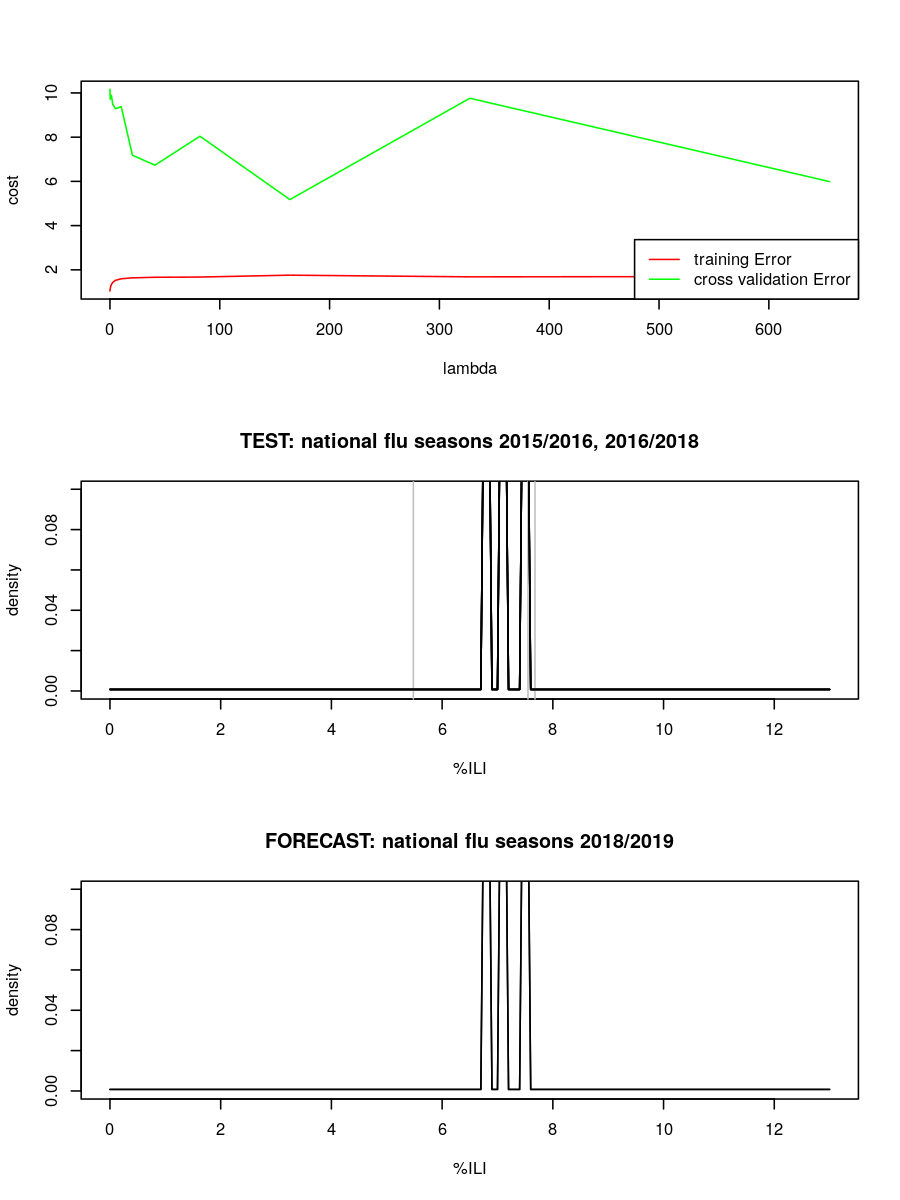 10
8
6
4
2
cost
training Error
cross validation Error
0 100 200 300 400 500 600
lambda
TEST: national flu seasons 2015/2016, 2016/2018
0.08
0.04
0.00
density
0 2 4 6 8 10 12
%ILI
FORECAST: national flu seasons 2018/2019
0.08
0.04
0.00
density
0 2 4 6 8 10 12
%ILI